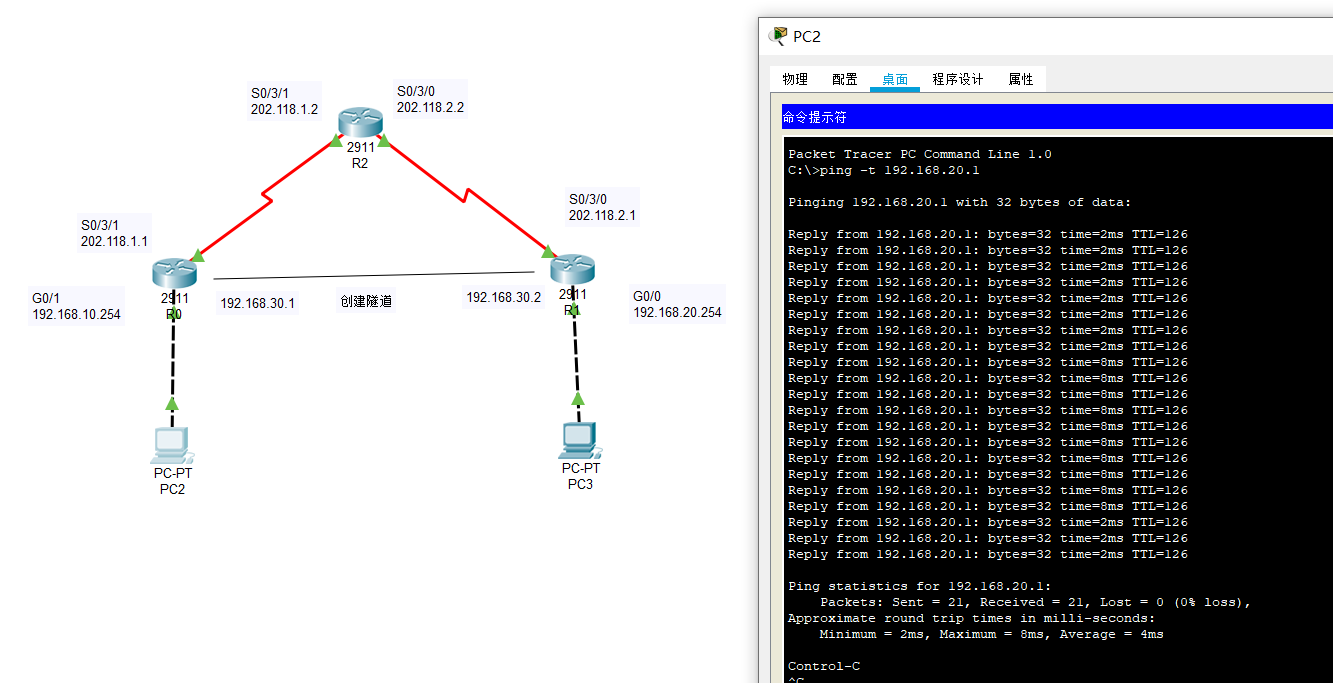 S0/3/1
202.118.1.2
S0/3/0
202.118.2.2
2911
R2
S0/3/0
202.118.2.1
S0/3/1
202.118.1.1
2911
R0
G0/1
192.168.10.254
192.168.30.1
创建隧道
192.168.30.2
2911
R1
G0/0
192.168.20.254
PC-PT
PC2
PC-PT
PC3
PC2
物理 配置 桌面 程序设计 属性
命令提示符
Packet Tracer PC Command Line 1.0
C:\>ping -t 192.168.20.1
Pinging 192.168.20.1 with 32 bytes of data:
Reply from 192.168.20.1: bytes=32 time=2ms TTL=126
Reply from 192.168.20.1: bytes=32 time=2ms TTL=126
Reply from 192.168.20.1: bytes=32 time=2ms TTL=126
Reply from 192.168.20.1: bytes=32 time=2ms TTL=126
Reply from 192.168.20.1: bytes=32 time=2ms TTL=126
Reply from 192.168.20.1: bytes=32 time=2ms TTL=126
Reply from 192.168.20.1: bytes=32 time=2ms TTL=126
Reply from 192.168.20.1: bytes=32 time=2ms TTL=126
Reply from 192.168.20.1: bytes=32 time=8ms TTL=126
Reply from 192.168.20.1: bytes=32 time=8ms TTL=126
Reply from 192.168.20.1: bytes=32 time=8ms TTL=126
Reply from 192.168.20.1: bytes=32 time=8ms TTL=126
Reply from 192.168.20.1: bytes=32 time=8ms TTL=126
Reply from 192.168.20.1: bytes=32 time=8ms TTL=126
Reply from 192.168.20.1: bytes=32 time=8ms TTL=126
Reply from 192.168.20.1: bytes=32 time=8ms TTL=126
Reply from 192.168.20.1: bytes=32 time=8ms TTL=126
Reply from 192.168.20.1: bytes=32 time=8ms TTL=126
Reply from 192.168.20.1: bytes=32 time=2ms TTL=126
Reply from 192.168.20.1: bytes=32 time=2ms TTL=126
Reply from 192.168.20.1: bytes=32 time=2ms TTL=126
Ping statistics for 192.168.20.1:
Packets: Sent = 21, Received = 21, Lost = 0 (0% loss),
Approximate round trip times in milli-seconds:
Minimum = 2ms, Maximum = 8ms, Average = 4ms
Control-C
^C